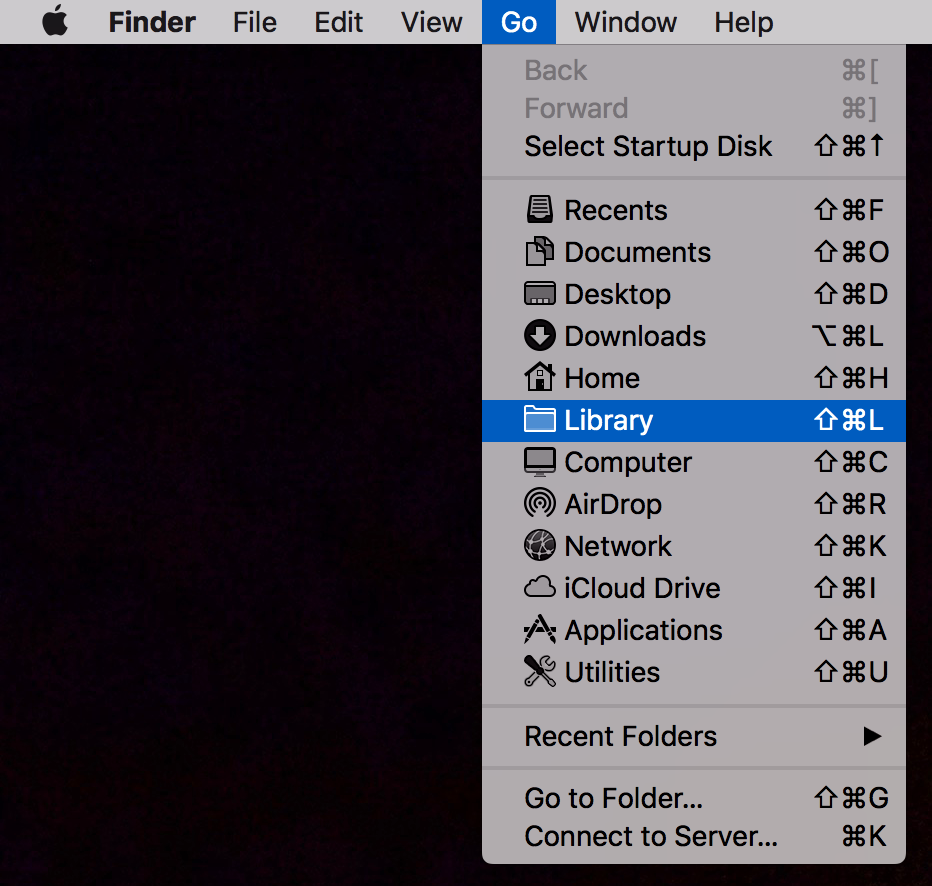 Finder File Edit View Go Window Help
Back ⌘[
Forward ⌘]
Select Startup Disk ⇧⌘↑
Recents ⇧⌘F
Documents ⇧⌘O
Desktop ⇧⌘D
Downloads ⌥⌘L
Home ⇧⌘H
Library ⇧⌘L
Computer ⇧⌘C
AirDrop ⇧⌘R
Network ⇧⌘K
iCloud Drive ⇧⌘I
Applications ⇧⌘A
Utilities ⇧⌘U
Recent Folders ▶
Go to Folder... ⇧⌘G
Connect to Server... ⌘K